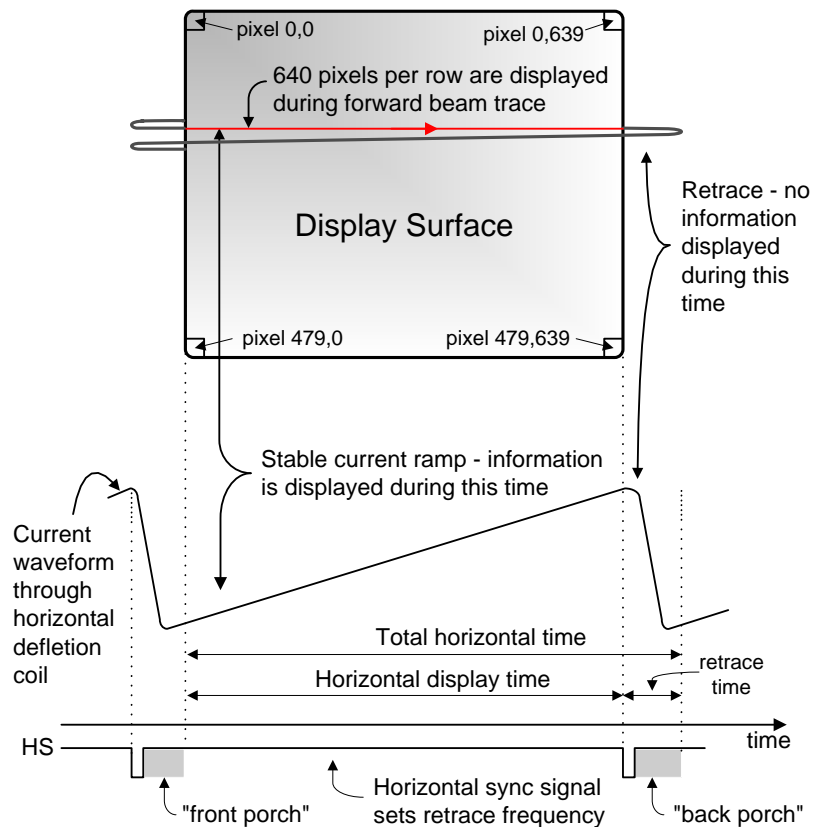 pixel 0,0
pixel 0,639
640 pixels per row are displayed
during forward beam trace
Retrace - no
information
displayed
during this
time
Display Surface
pixel 479,0
pixel 479,639
Stable current ramp - information
is displayed during this time
Current
waveform
through
horizontal
defletion
coil
Total horizontal time
Horizontal display time
retrace
time
time
HS
"front porch"
Horizontal sync signal
sets retrace frequency
"back porch"